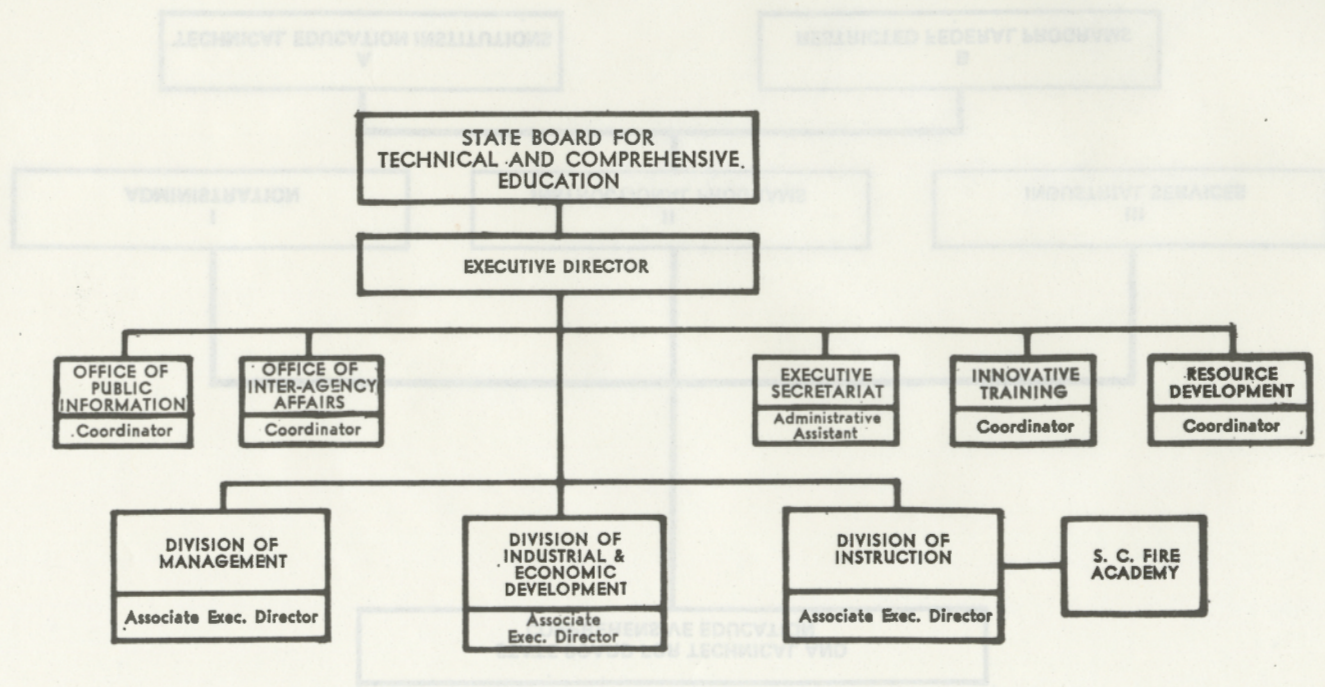 STATE BOARD FOR
TECHNICAL AND COMPREHENSIVE
EDUCATION
EXECUTIVE DIRECTOR
OFFICE OF
PUBLIC
INFORMATION
Coordinator
OFFICE OF
INTER-AGENCY
AFFAIRS
Coordinator
EXECUTIVE
SECRETARIAT
Administrative
Assistant
INNOVATIVE
TRAINING
Coordinator
RESOURCE
DEVELOPMENT
Coordinator
DIVISION OF
MANAGEMENT
Associate Exec. Director
DIVISION OF
INDUSTRIAL &
ECONOMIC
DEVELOPMENT
Associate
Exec. Director
DIVISION OF
INSTRUCTION
Associate Exec. Director
S. C. FIRE
ACADEMY